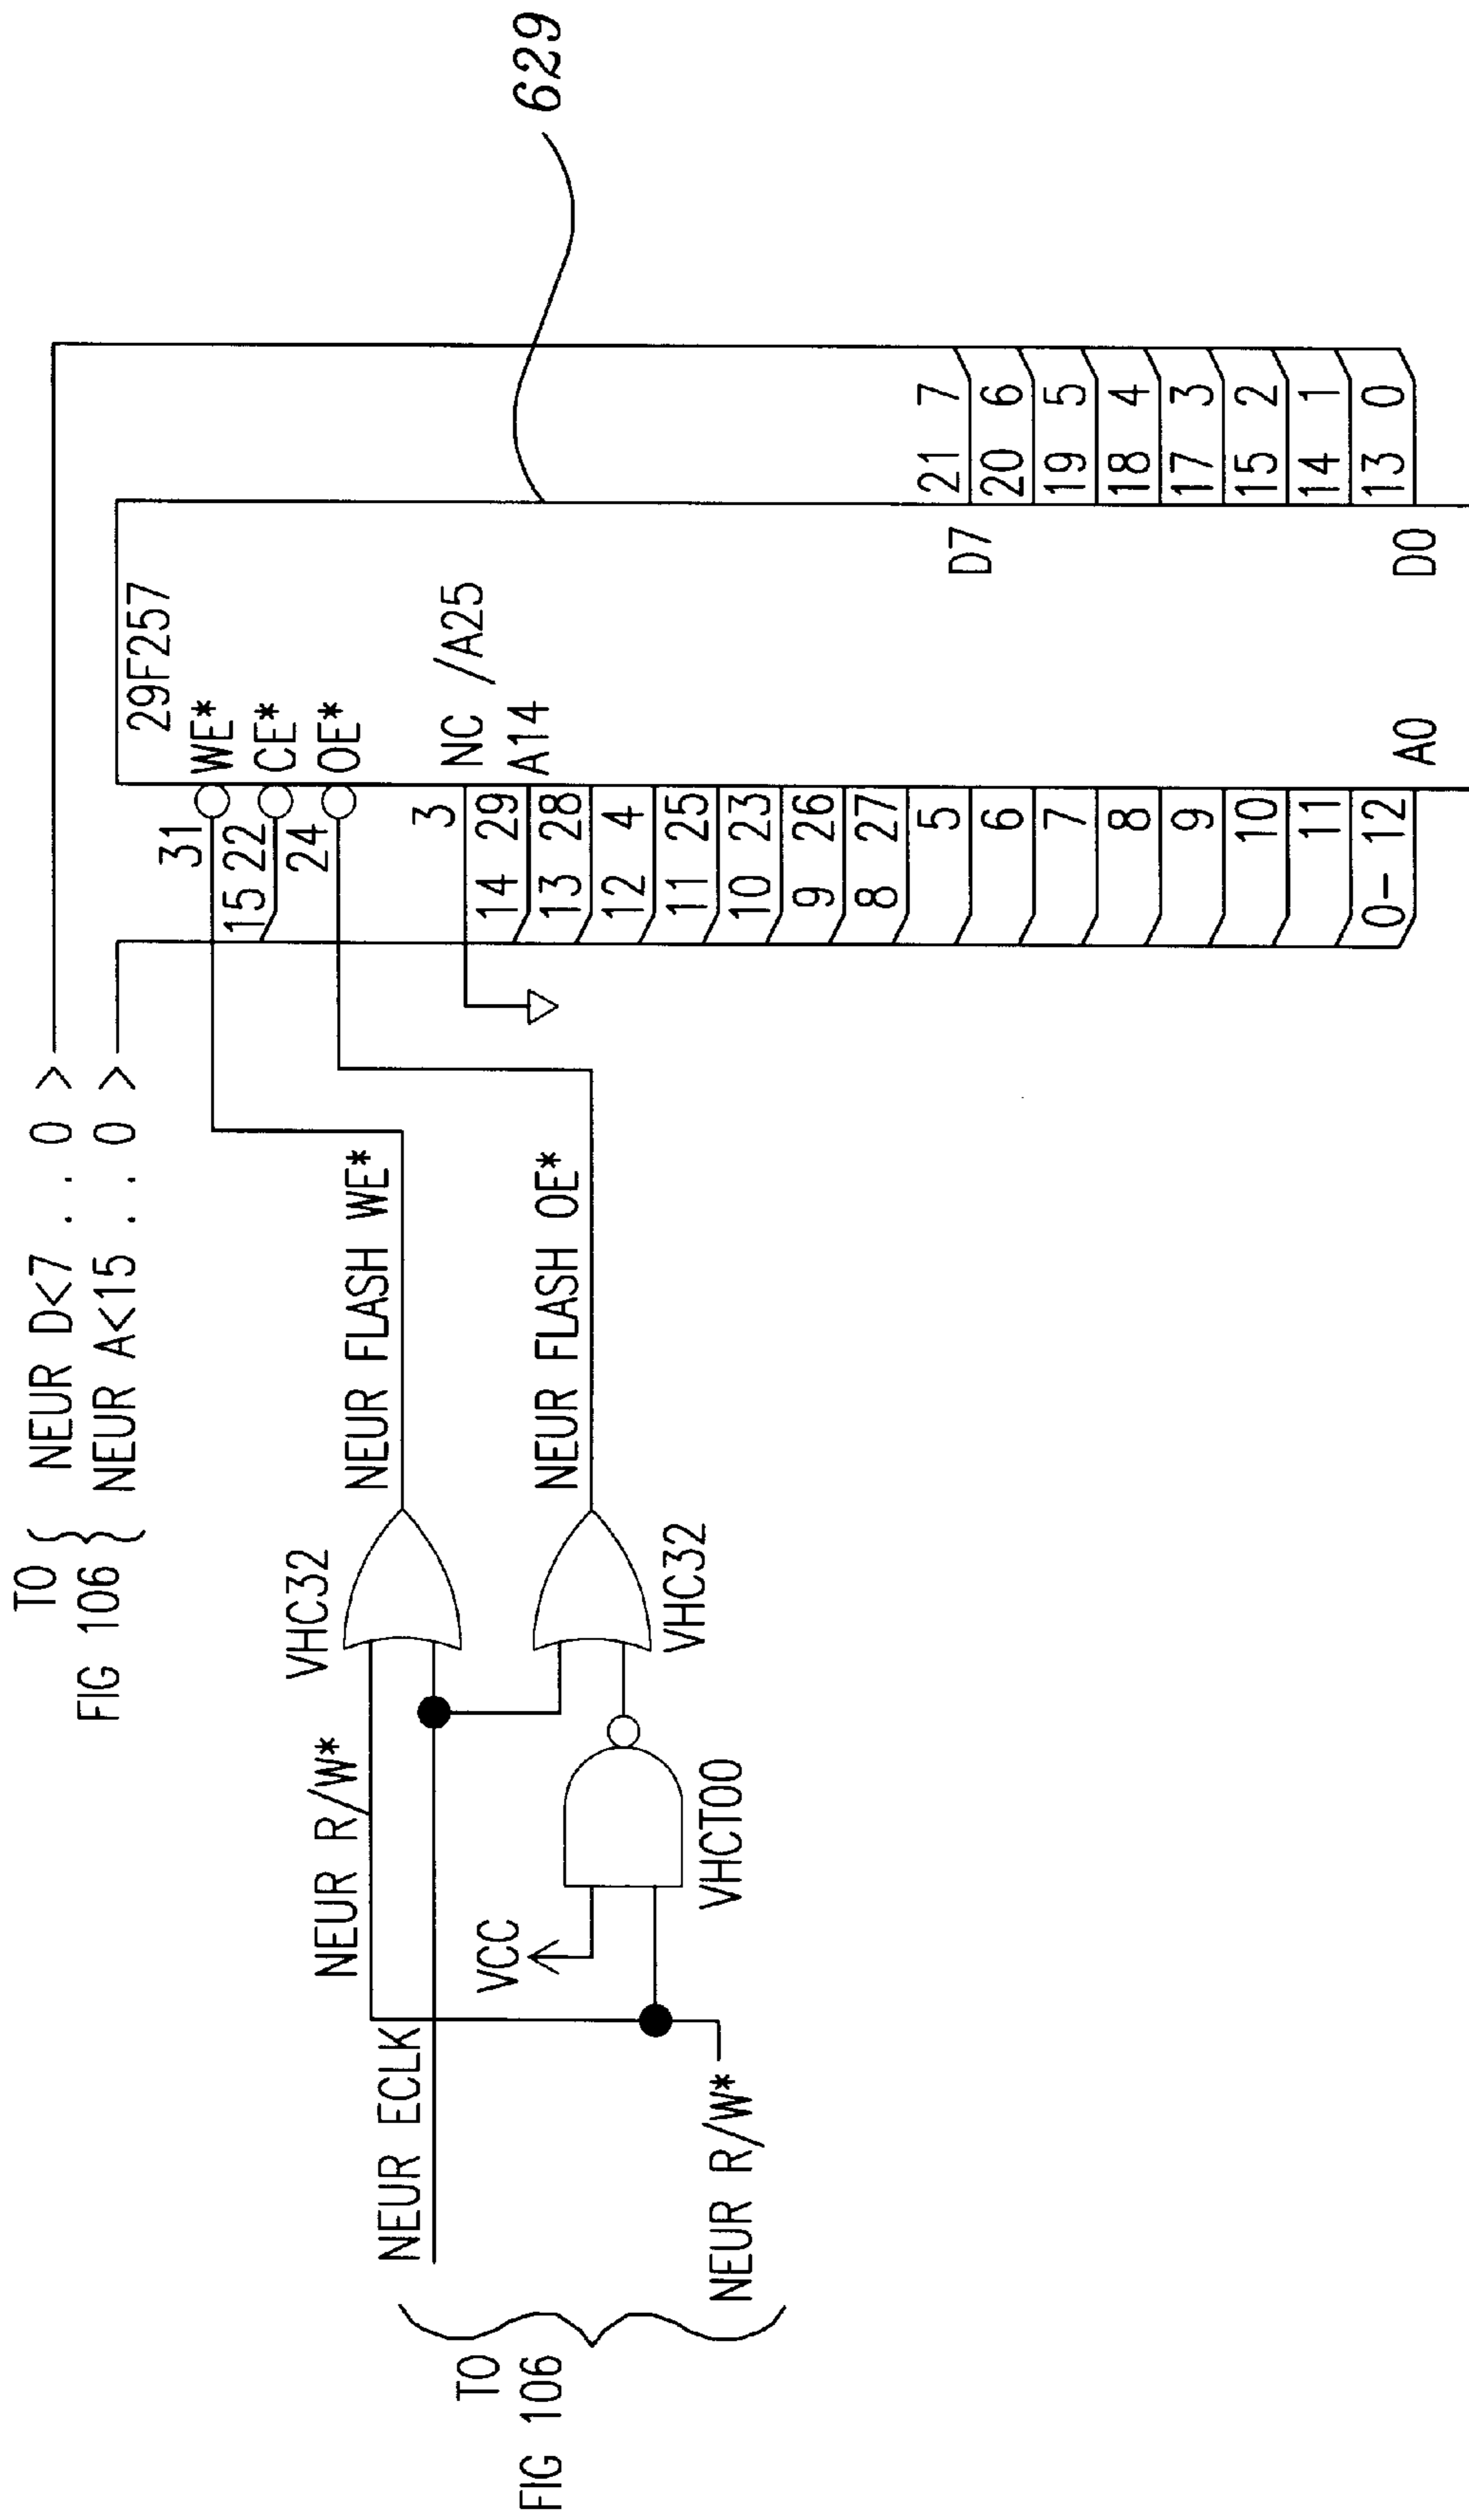 TO
FIG 106
NEUR D<7 . . 0 >
NEUR A<15 . . 0 >
29F257
31 WE*
15 22 CE*
24 OE*
3 NC /A25
14 29 A14
13 28
12 4
11 25
10 23
9 26
8 27
5
6
7
8
9
10
11
0- 12 A0
D7 21 7
20 6
19 5
18 4
17 3
15 2
14 1
D0 13 0
629
NEUR FLASH WE*
NEUR FLASH OE*
VHC32
VHC32
NEUR R/W*
NEUR ECLK
VCC
VHCT00
NEUR R/W*
TO
FIG 106